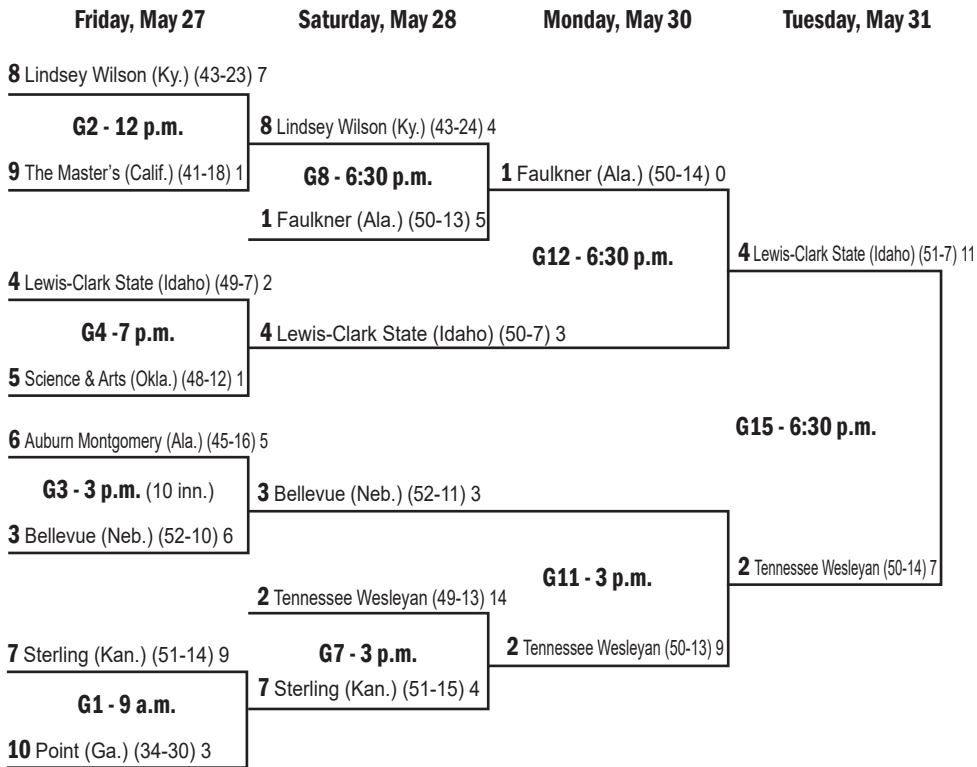 Friday, May 27
Saturday, May 28
Monday, May 30
Tuesday, May 31
8 Lindsey Wilson (Ky.) (43-23) 7
G2 - 12 p.m.
9 The Master's (Calif.) (41-18) 1
8 Lindsey Wilson (Ky.) (43-24) 4
G8 - 6:30 p.m.
1 Faulkner (Ala.) (50-13) 5
1 Faulkner (Ala.) (50-14) 0
G12 - 6:30 p.m.
4 Lewis-Clark State (Idaho) (51-7) 11
4 Lewis-Clark State (Idaho) (49-7) 2
G4 -7 p.m.
5 Science & Arts (Okla.) (48-12) 1
4 Lewis-Clark State (Idaho) (50-7) 3
G15 - 6:30 p.m.
6 Auburn Montgomery (Ala.) (45-16) 5
G3 - 3 p.m. (10 inn.)
3 Bellevue (Neb.) (52-10) 6
3 Bellevue (Neb.) (52-11) 3
G11 - 3 p.m.
2 Tennessee Wesleyan (50-14) 7
2 Tennessee Wesleyan (49-13) 14
G7 - 3 p.m.
7 Sterling (Kan.) (51-15) 4
2 Tennessee Wesleyan (50-13) 9
7 Sterling (Kan.) (51-14) 9
G1 - 9 a.m.
10 Point (Ga.) (34-30) 3